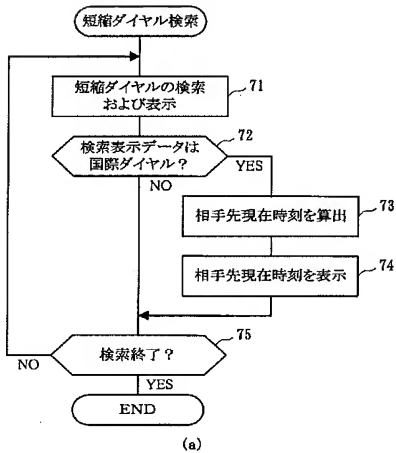 短縮ダイヤル検索
短縮ダイヤルの検索
および表示
71
検索表示データは
国際ダイヤル？
72
YES
NO
相手先現在時刻を算出
73
相手先現在時刻を表示
74
検索終了？
75
NO
YES
END
(a)